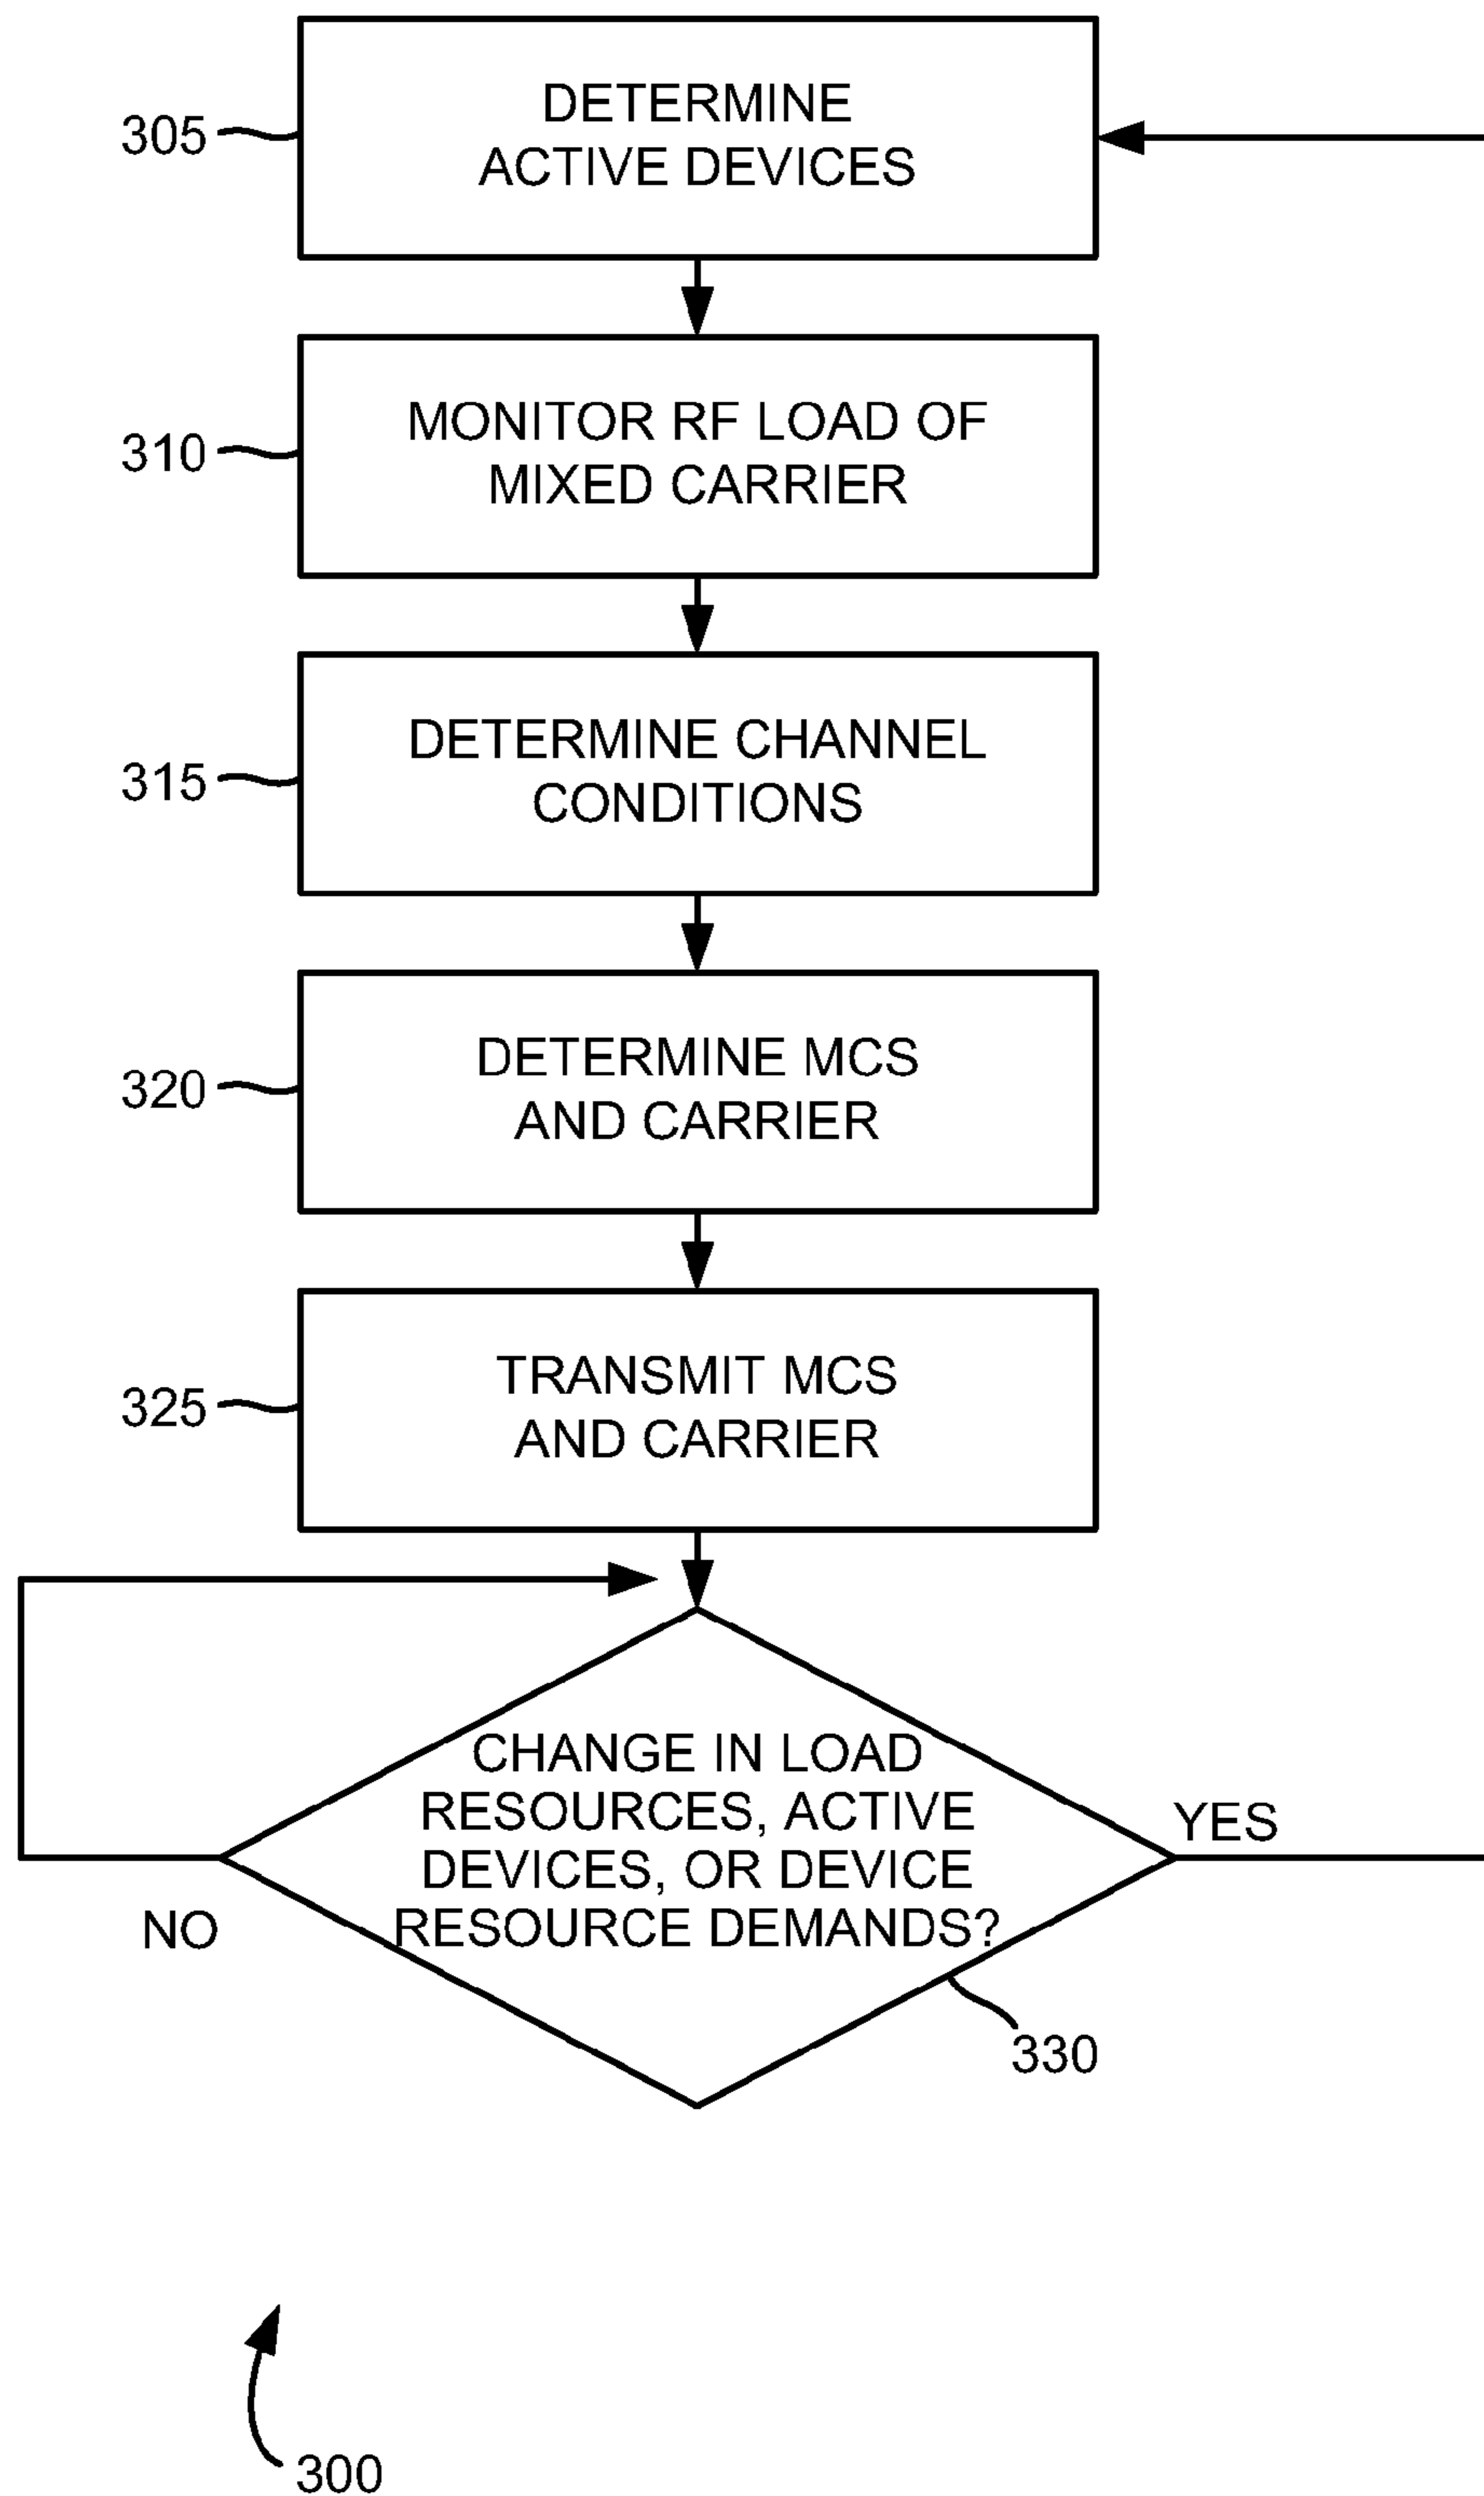 DETERMINE
ACTIVE DEVICES
305
MONITOR RF LOAD OF
MIXED CARRIER
310
DETERMINE CHANNEL
CONDITIONS
315
DETERMINE MCS
AND CARRIER
320
TRANSMIT MCS
AND CARRIER
325
CHANGE IN LOAD
RESOURCES, ACTIVE
DEVICES, OR DEVICE
RESOURCE DEMANDS?
YES
NO
330
300